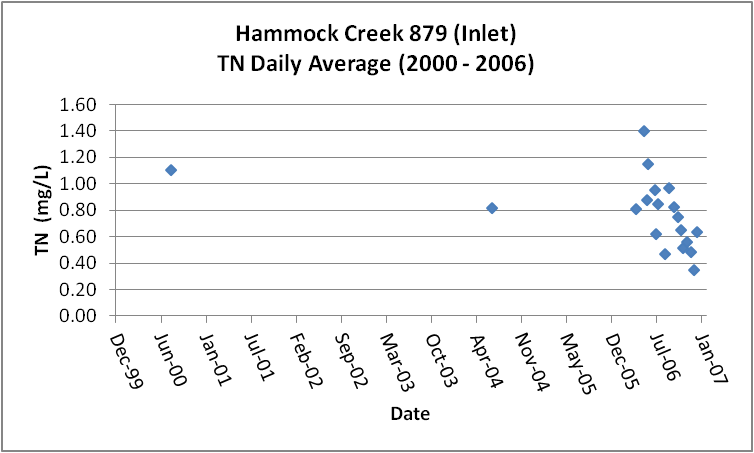 Hammock Creek 879 (Inlet)
TN Daily Average (2000 - 2006)
TN (mg/L)
1.60
1.40
1.20
1.00
0.80
0.60
0.40
0.20
0.00
Dec-99
Jun-00
Jan-01
Jul-01
Feb-02
Sep-02
Mar-03
Oct-03
Apr-04
Nov-04
May-05
Dec-05
Jul-06
Jan-07
Date